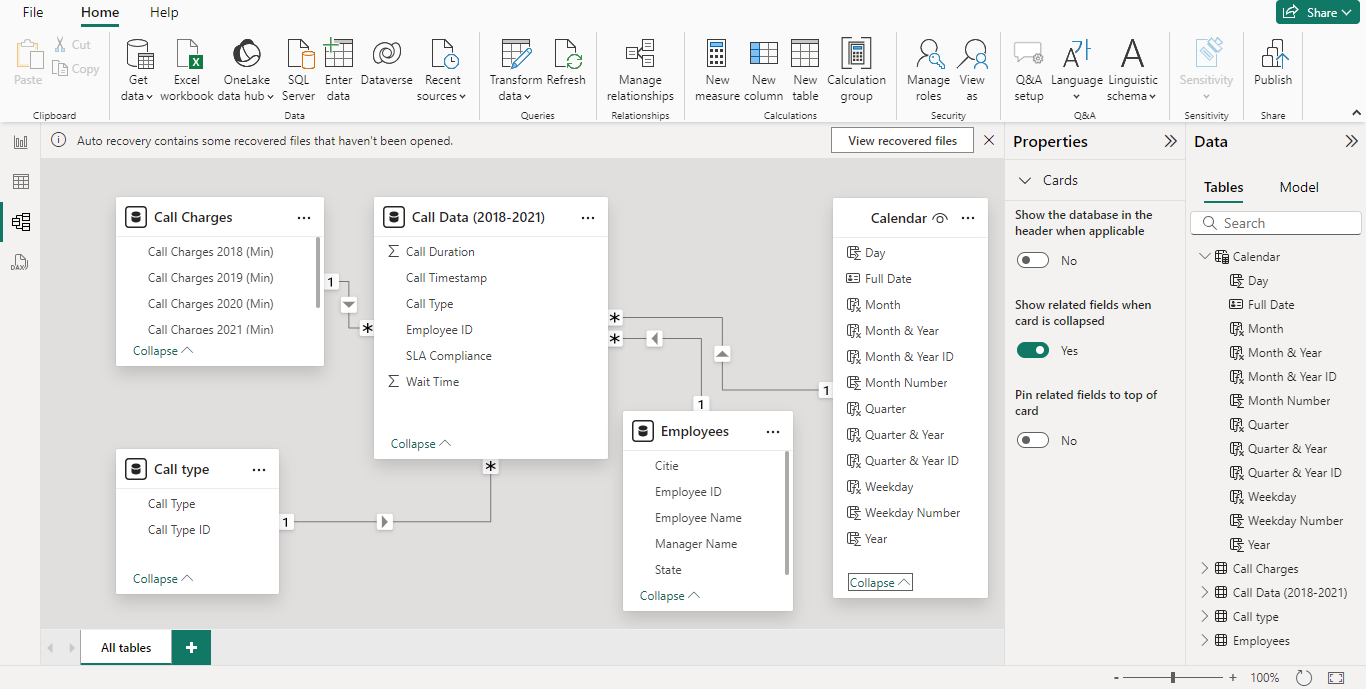 File Home Help
Share
Paste
Cut
Copy
Get data
Excel workbook
OneLake data hub
SQL Server
Enter data
Dataverse
Recent sources
Transform data
Refresh
Manage relationships
New measure
New column
New table
Calculation group
Manage roles
View as
Q&A setup
Language
Linguistic schema
Sensitivity
Publish
Clipboard
Data
Queries
Relationships
Calculations
Security
Q&A
Sensitivity
Share
Auto recovery contains some recovered files that haven't been opened.
View recovered files
Call Charges
Call Charges 2018 (Min)
Call Charges 2019 (Min)
Call Charges 2020 (Min)
Call Charges 2021 (Min)
Collapse
1
*
Call Data (2018-2021)
Call Duration
Call Timestamp
Call Type
Employee ID
SLA Compliance
Wait Time
Collapse
*
*
1
1
*
Call type
Call Type
Call Type ID
Collapse
1
Employees
Citie
Employee ID
Employee Name
Manager Name
State
Collapse
Calendar
Day
Full Date
Month
Month & Year
Month & Year ID
Month Number
Quarter
Quarter & Year
Quarter & Year ID
Weekday
Weekday Number
Year
Collapse
DAX
Properties
Cards
Show the database in the
header when applicable
No
Show related fields when
card is collapsed
Yes
Pin related fields to top of
card
No
Data
Tables Model
Search
Calendar
Day
Full Date
Month
Month & Year
Month & Year ID
Month Number
Quarter
Quarter & Year
Quarter & Year ID
Weekday
Weekday Number
Year
Call Charges
Call Data (2018-2021)
Call type
Employees
All tables
+
- + 100%